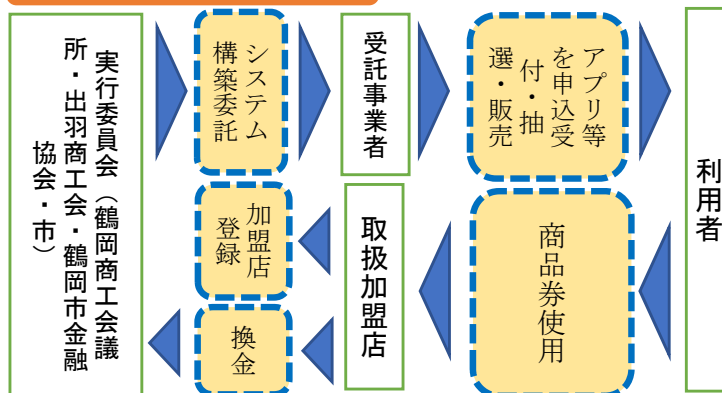 実行委員会（鶴岡商工会議
所・出羽商工会・鶴岡市金融
協会・市）
システム
構築委託
受託事業者
アプリ等
を申込受
付・抽
選・販売
利用者
加盟店
登録
取扱加盟店
商品券使用
換金